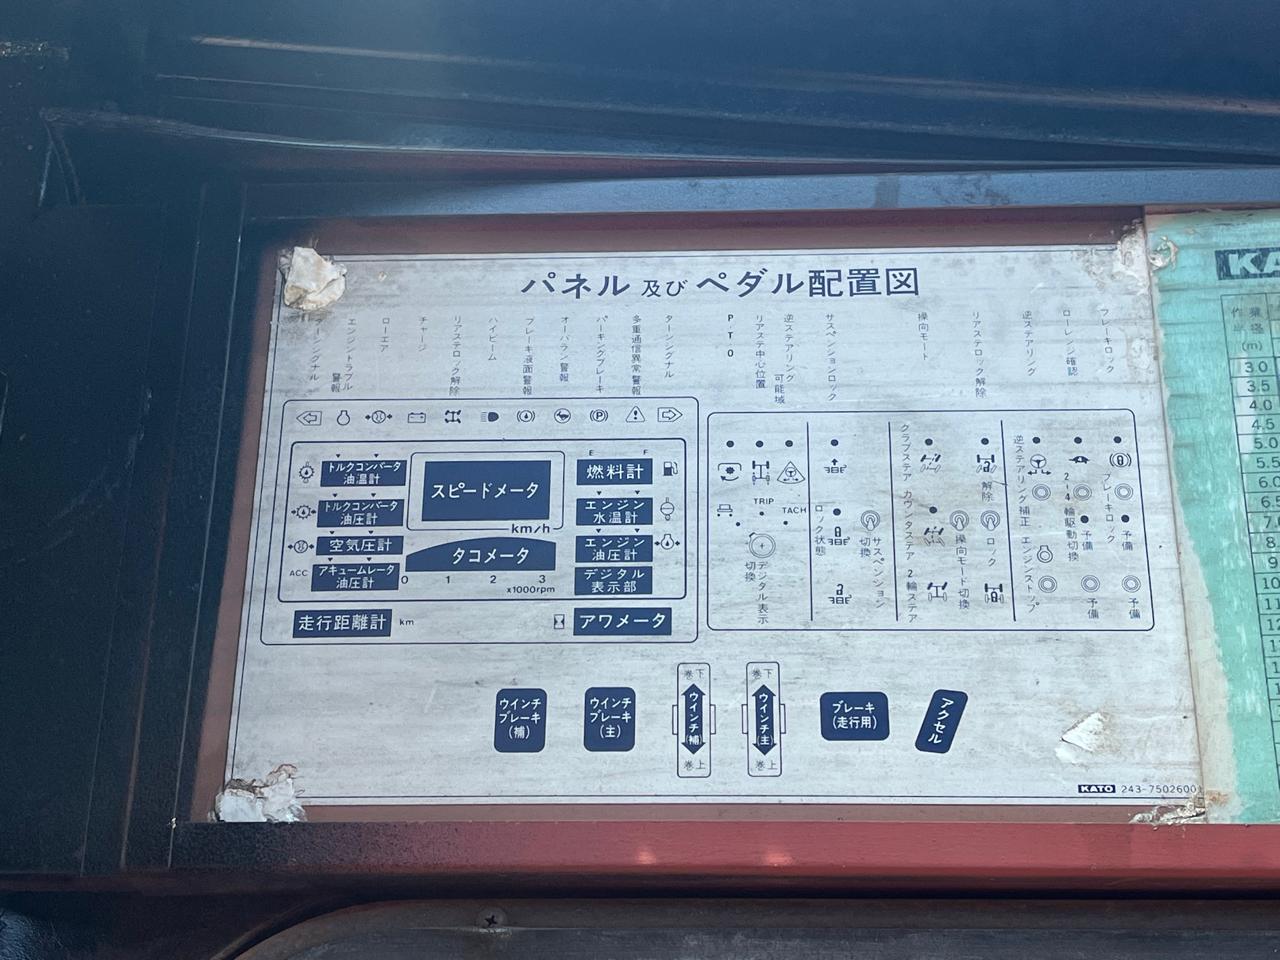 パネル 及び ペダル配置図
エンジントラブル警報
ローエア
チャージ
リアステロック解除
ハイビーム
ブレーキ液面警報
オーバラン警報
パーキングブレーキ
多重通信異常警報
ターンシグナル
P.T.O
リアステ中心位置
逆ステアリング可能域
サスペンションロック
操向モード
リアステロック解除
逆ステアリング
ローレンジ確認
ブレーキロック
トルクコンバータ
油温計
トルクコンバータ
油圧計
空気圧計
ACC
アキュームレータ
油圧計
スピードメータ
km/h
タコメータ
0 1 2 3
x1000rpm
E F
燃料計
エンジン
水温計
エンジン
油圧計
デジタル
表示部
走行距離計 km
アワメータ
TRIP
TACH
デジタル表示切換
ロック状態
サスペンション切換
クラブステア
カウンタステア
2輪ステア
操向モード切換
解除
ロック
逆ステアリング補正
エンジンストップ
2/4輪駆動切換
ブレーキロック
予備
予備
予備
予備
ウインチ
ブレーキ
(補)
ウインチ
ブレーキ
(主)
巻下
ウインチ(補)
巻上
巻下
ウインチ(主)
巻上
ブレーキ
(走行用)
アクセル
KATO 243-7502600
(m)
3.0
3.5
4.0
4.5
5.0
5.5
6.0
6.5